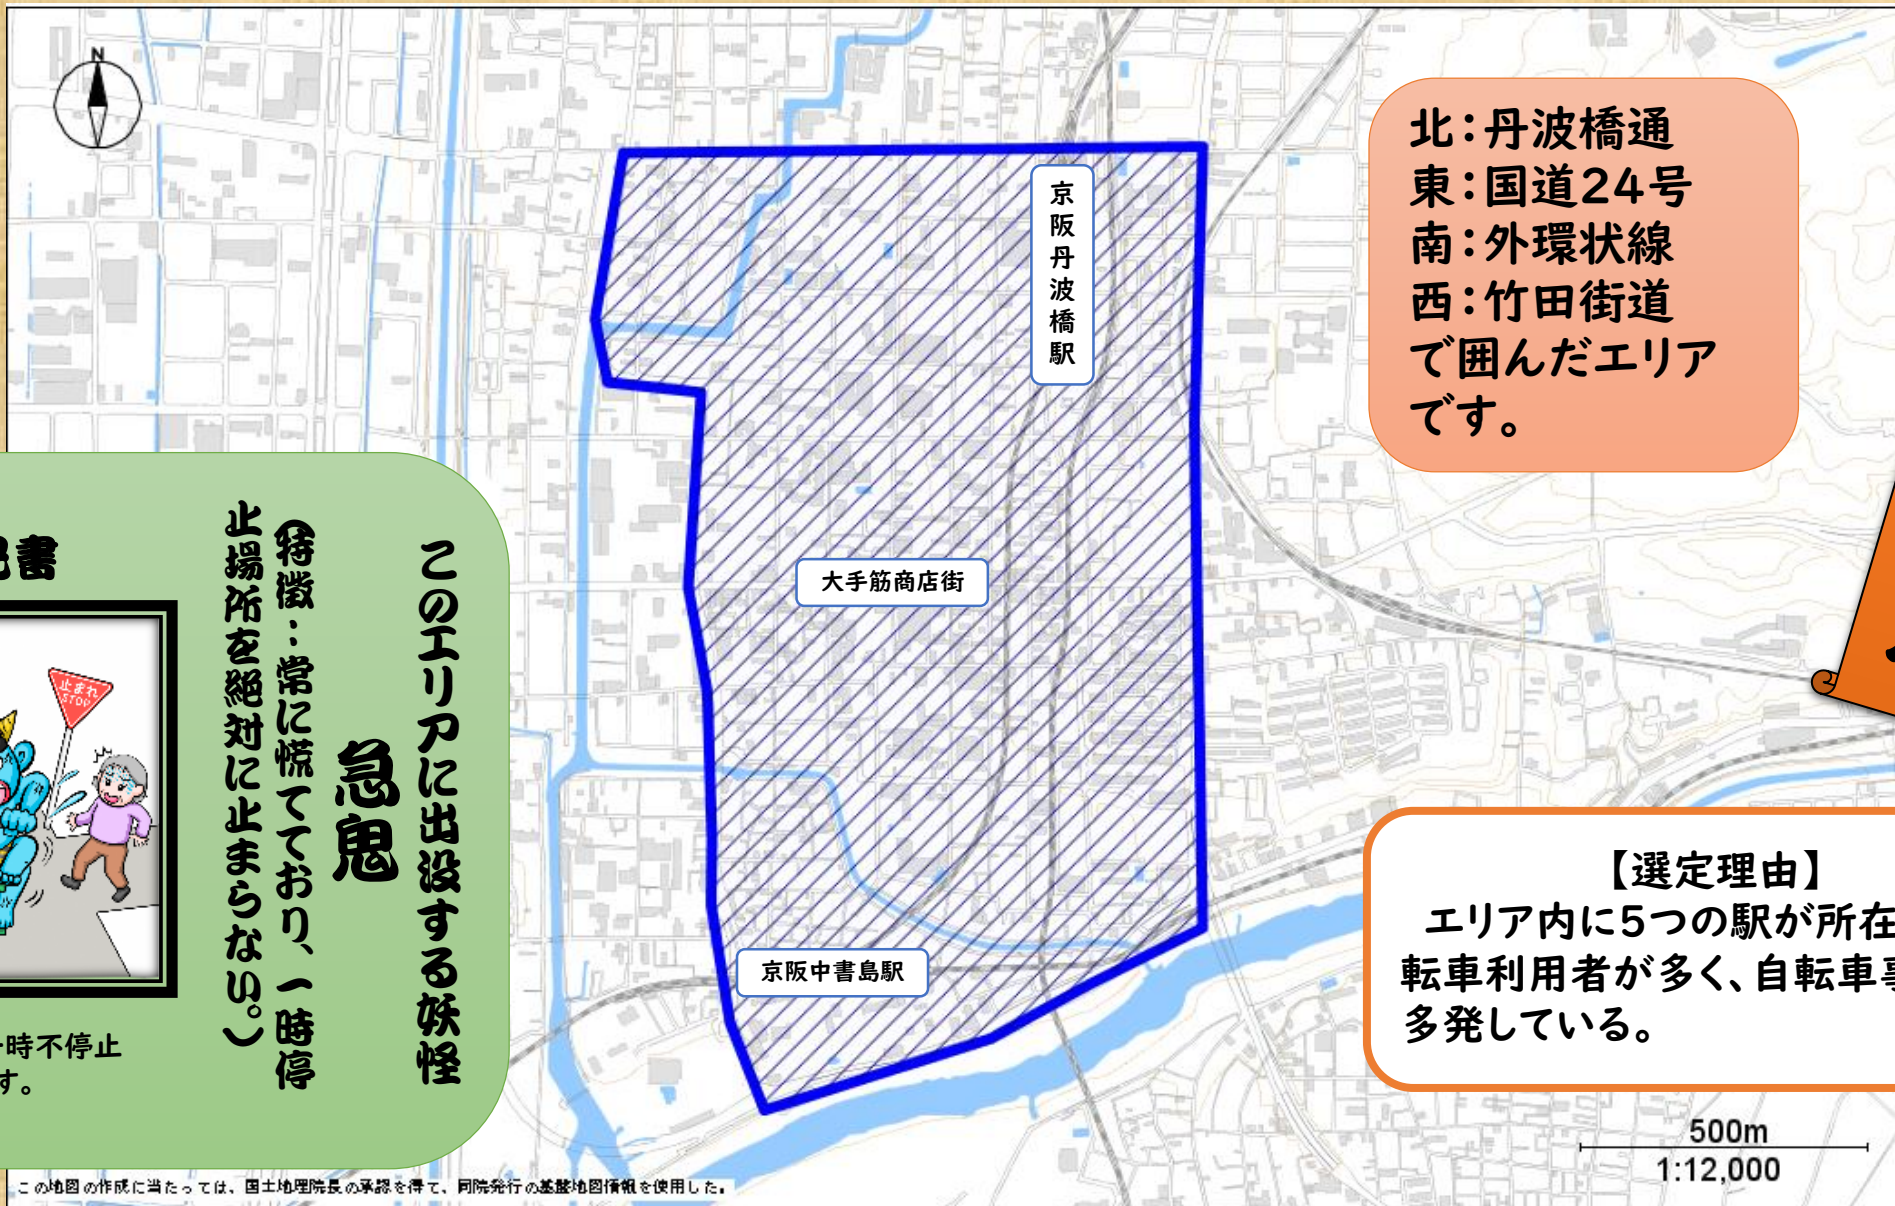 N
北:丹波橋通
東:国道24号
南:外環状線
西:竹田街道
で囲んだエリア
です。
京阪丹波橋駅
大手筋商店街
京阪中書島駅
このエリアに出没する妖怪
急鬼
(特徴:常に慌てており、一時停
止場所を絶対に止まらない。)
書
止まれ
STOP
時不停止
す。
【選定理由】
エリア内に5つの駅が所在
転車利用者が多く、自転車事
多発している。
500m
1:12,000
この地図の作成に当たっては、国土地理院長の承認を得て、同院発行の基盤地図情報を使用した。